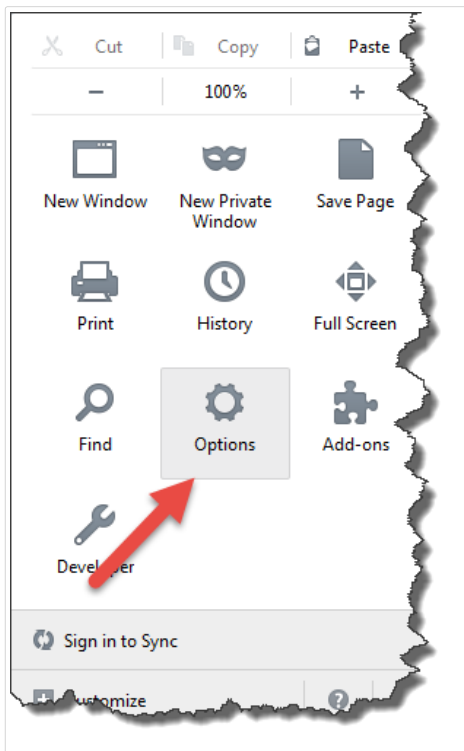 Cut Copy Paste
− 100% +
New Window New Private Window Save Page
Print History Full Screen
Find Options Add-ons
Sign in to Sync